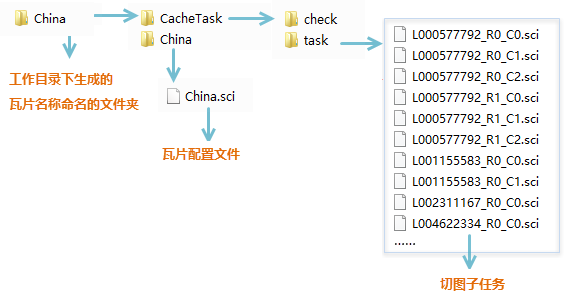 China
CacheTask
China
check
task
工作目录下生成的
瓦片名称命名的文件夹
China.sci
瓦片配置文件
L000577792_R0_C0.sci
L000577792_R0_C1.sci
L000577792_R0_C2.sci
L000577792_R1_C0.sci
L000577792_R1_C1.sci
L000577792_R1_C2.sci
L001155583_R0_C0.sci
L001155583_R0_C1.sci
L002311167_R0_C0.sci
L004622334_R0_C0.sci
......
切图子任务